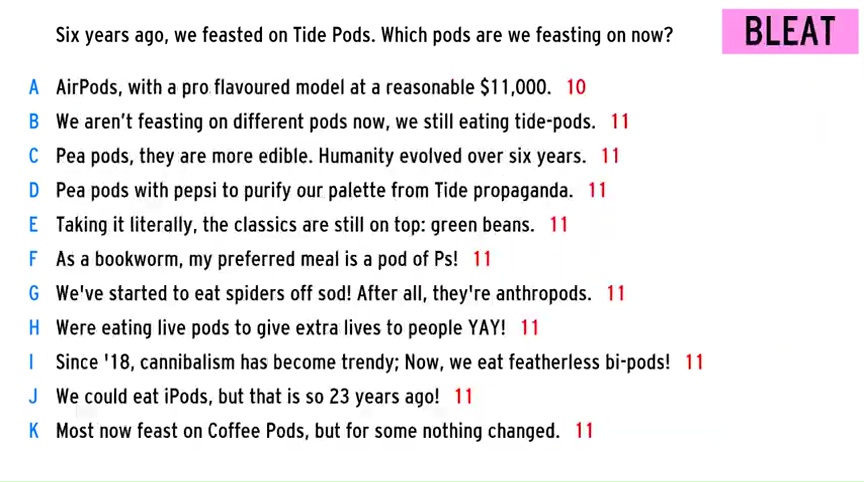 Six years ago, we feasted on Tide Pods. Which pods are we feasting on now?
BLEAT
A AirPods, with a pro flavoured model at a reasonable $11,000. 10
B We aren't feasting on different pods now, we still eating tide-pods. 11
C Pea pods, they are more edible. Humanity evolved over six years. 11
D Pea pods with pepsi to purify our palette from Tide propaganda. 11
E Taking it literally, the classics are still on top: green beans. 11
F As a bookworm, my preferred meal is a pod of Ps! 11
G We've started to eat spiders off sod! After all, they're anthropods. 11
H Were eating live pods to give extra lives to people YAY! 11
I Since '18, cannibalism has become trendy; Now, we eat featherless bi-pods! 11
J We could eat iPods, but that is so 23 years ago! 11
K Most now feast on Coffee Pods, but for some nothing changed. 11